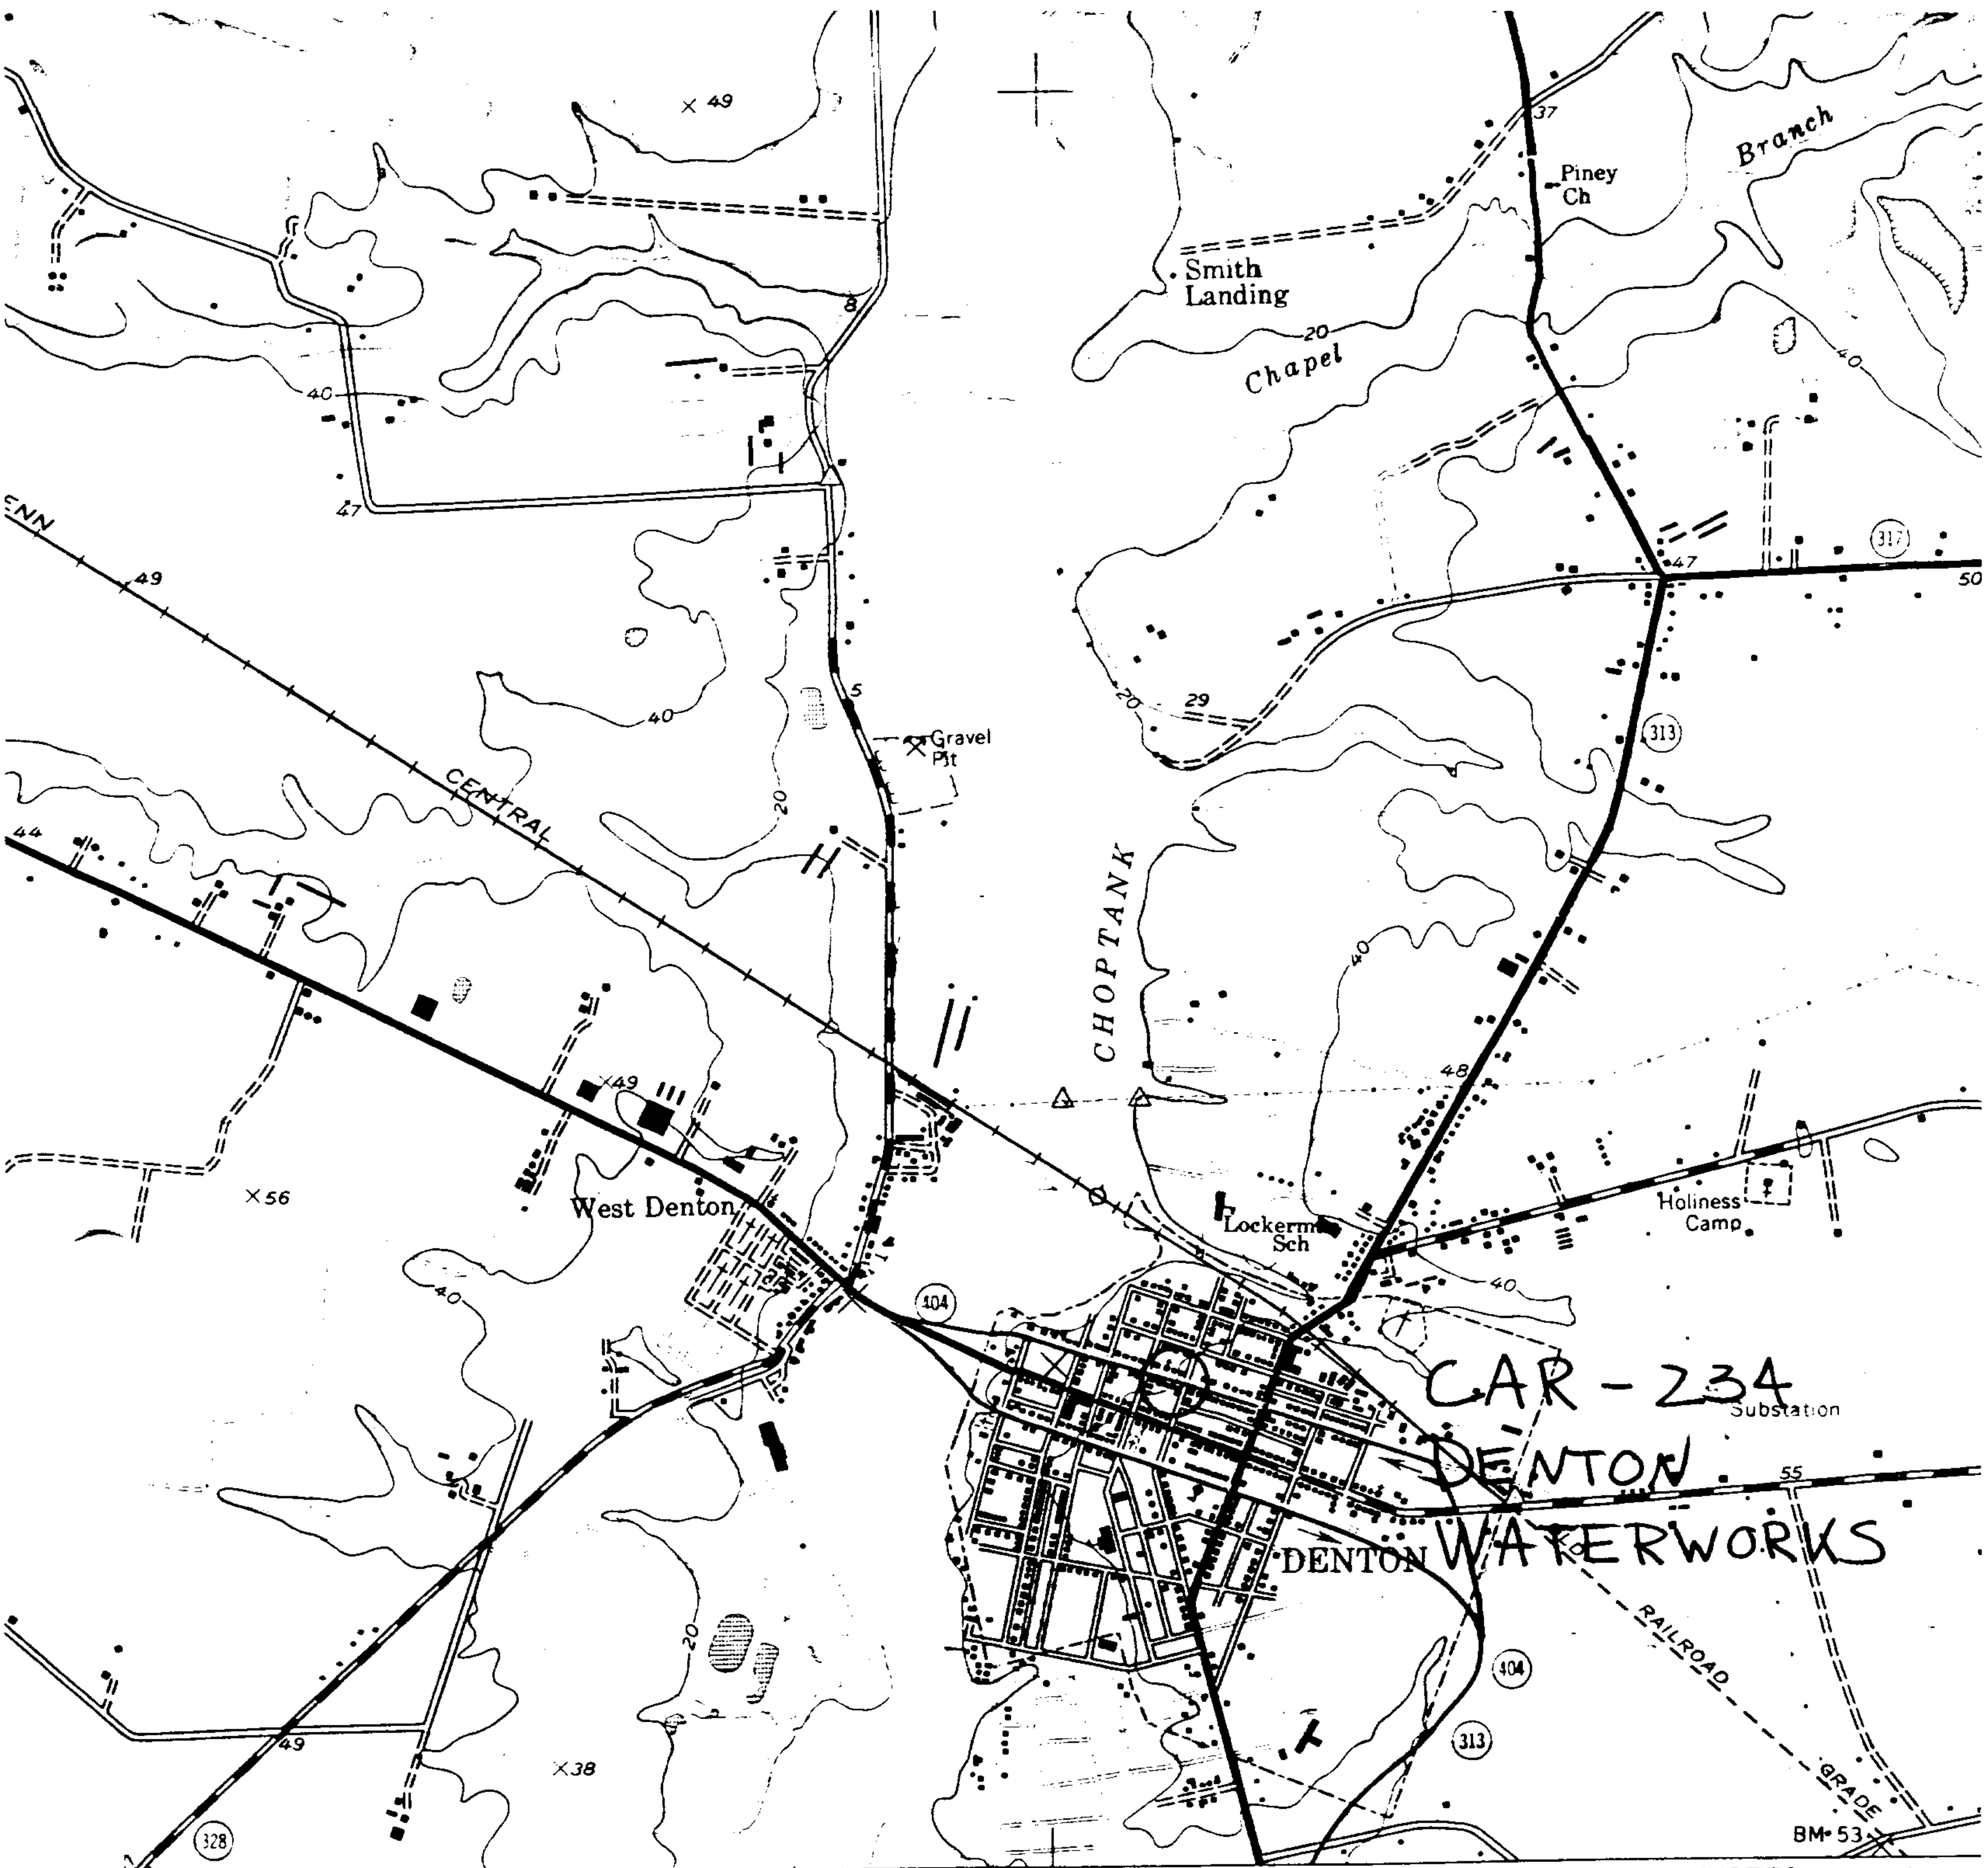 49
37
Branch
Piney
Ch
Smith
Landing
8
20
Chapel
40
40
47
ENN
49
317
47
50
5
40
20
29
313
Gravel
Pit
20
CENTRAL
44
CHOPTANK
40
49
48
56
West Denton
Holiness
Camp
Lockerm
Sch
40
40
404
CAR - 234
Substation
DENTON
55
WATERWORKS
DENTON
20
RAILROAD
404
49
38
313
GRADE
328
BM 53